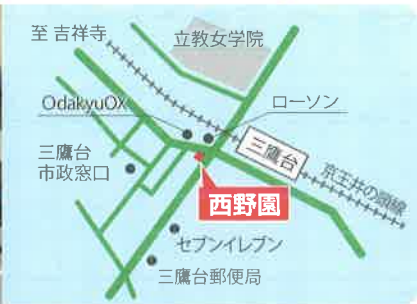 至 吉祥寺
立教女学院
OdakyuOX
ローソン
三鷹台
三鷹台
市政窓口
京王井の頭線
西野園
セブンイレブン
三鷹台郵便局